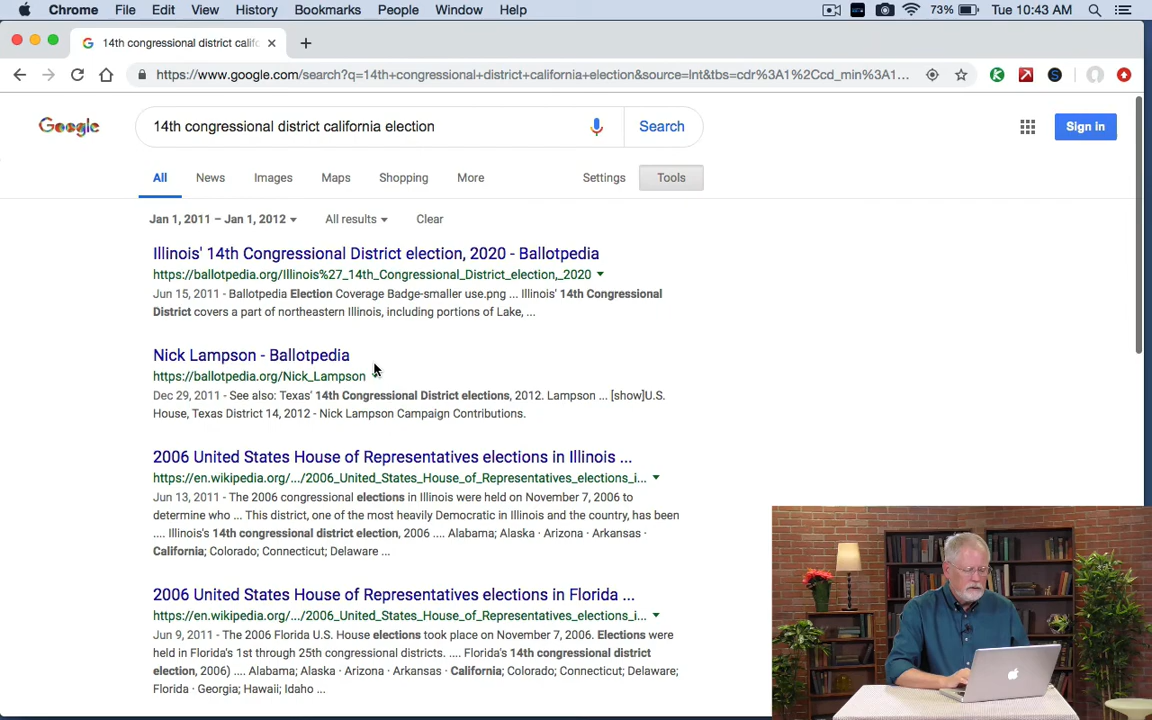 Chrome File Edit View History Bookmarks People Window Help 73% Tue 10:43 AM
14th congressional district califo
https://www.google.com/search?q=14th+congressional+district+california+election&source=lnt&tbs=cdr%3A1%2Ccd_min%3A1...
Google 14th congressional district california election Search Sign in
All News Images Maps Shopping More Settings Tools
Jan 1, 2011 – Jan 1, 2012 All results Clear
Illinois' 14th Congressional District election, 2020 - Ballotpedia
https://ballotpedia.org/Illinois%27_14th_Congressional_District_election,_2020
Jun 15, 2011 - Ballotpedia Election Coverage Badge-smaller use.png ... Illinois' 14th Congressional
District covers a part of northeastern Illinois, including portions of Lake, ...
Nick Lampson - Ballotpedia
https://ballotpedia.org/Nick_Lampson
Dec 29, 2011 - See also: Texas' 14th Congressional District elections, 2012. Lampson ... [show]U.S.
House, Texas District 14, 2012 - Nick Lampson Campaign Contributions.
2006 United States House of Representatives elections in Illinois ...
https://en.wikipedia.org/.../2006_United_States_House_of_Representatives_elections_i...
Jun 13, 2011 - The 2006 congressional elections in Illinois were held on November 7, 2006 to
determine who ... This district, one of the most heavily Democratic in Illinois and the country, has been
.... Illinois's 14th congressional district election, 2006 .... Alabama; Alaska · Arizona · Arkansas ·
California; Colorado; Connecticut; Delaware ...
2006 United States House of Representatives elections in Florida ...
https://en.wikipedia.org/.../2006_United_States_House_of_Representatives_elections_i...
Jun 9, 2011 - The 2006 Florida U.S. House elections took place on November 7, 2006. Elections were
held in Florida's 1st through 25th congressional districts. .... Florida's 14th congressional district
election, 2006) .... Alabama; Alaska · Arizona · Arkansas · California; Colorado; Connecticut; Delaware;
Florida · Georgia; Hawaii; Idaho ...